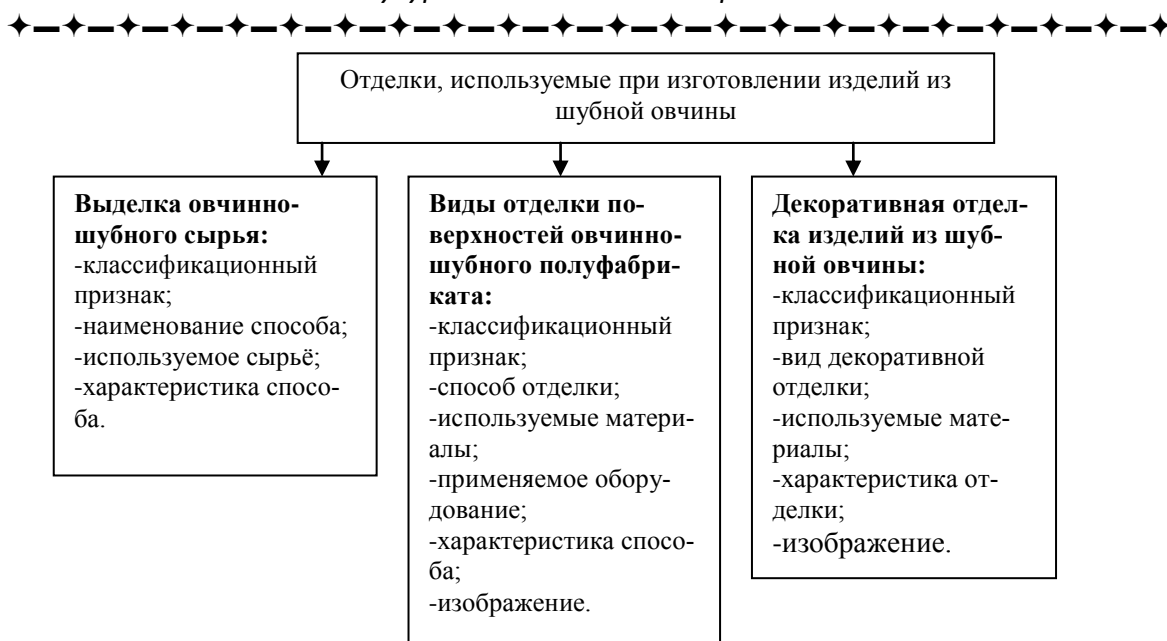 Отделки, используемые при изготовлении изделий из
шубной овчины
Выделка овчинно-
шубного сырья:
-классификационный
признак;
-наименование способа;
-используемое сырьё;
-характеристика спосо-
ба.
Виды отделки по-
верхностей овчинно-
шубного полуфабри-
ката:
-классификационный
признак;
-способ отделки;
-используемые матери-
алы;
-применяемое обору-
дование;
-характеристика спосо-
ба;
-изображение.
Декоративная отдел-
ка изделий из шуб-
ной овчины:
-классификационный
признак;
-вид декоративной
отделки;
-используемые мате-
риалы;
-характеристика от-
делки;
-изображение.